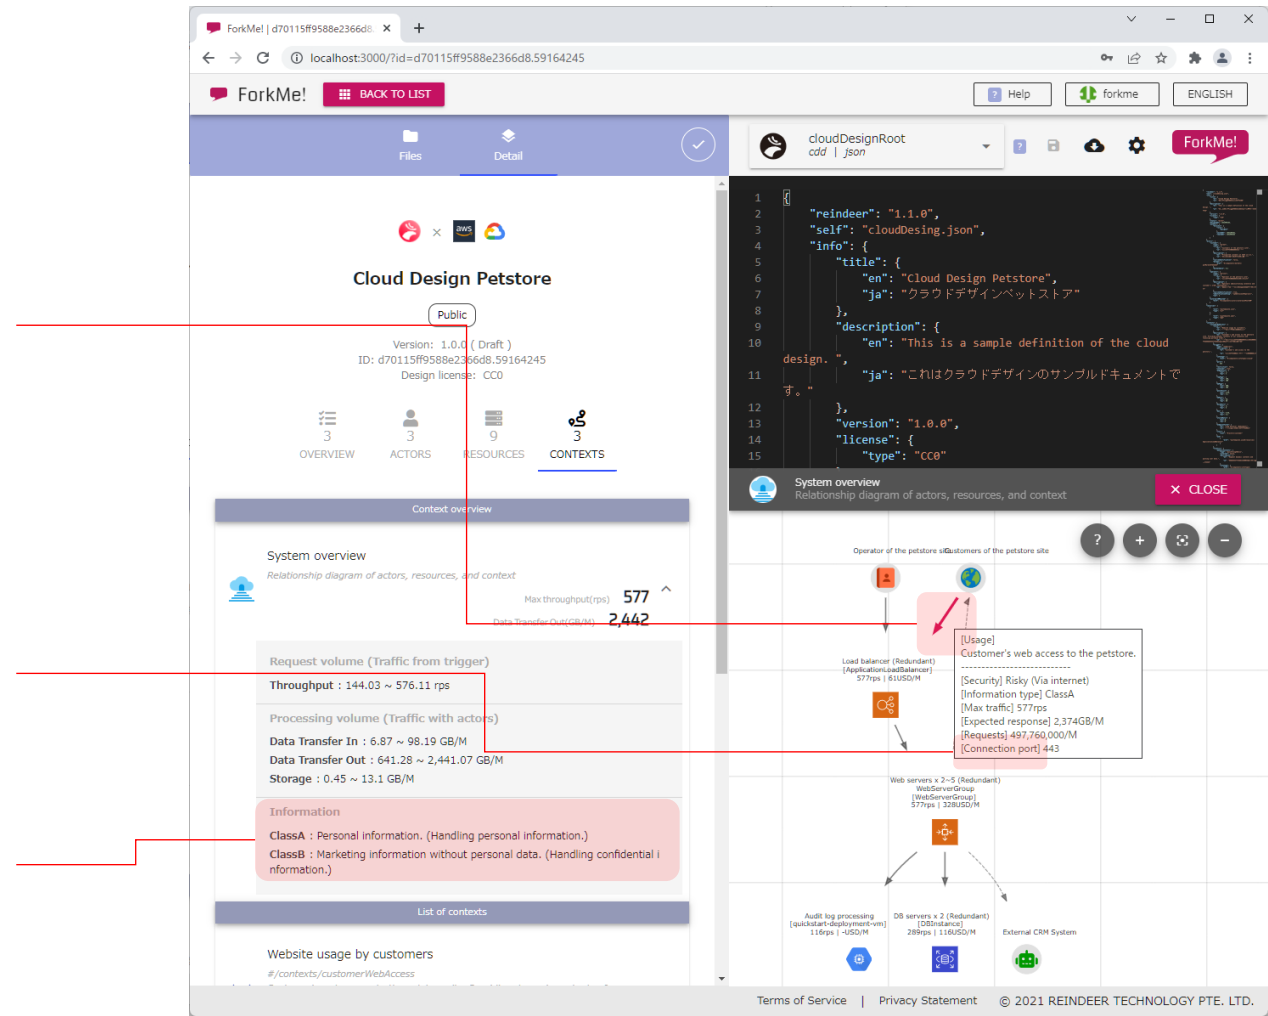 ForkMe! | d70115ff9588e2366d8.
localhost:3000/?id=d70115ff9588e2366d8.59164245
ForkMe!
BACK TO LIST
? Help
forkme
ENGLISH
Files
Detail
cloudDesignRoot
cdd | json
?
ForkMe!
× aws
Cloud Design Petstore
Public
Version: 1.0.0 ( Draft )
ID: d70115ff9588e2366d8.59164245
Design license: CC0
3
OVERVIEW
3
ACTORS
9
RESOURCES
3
CONTEXTS
Context overview
System overview
Relationship diagram of actors, resources, and context
Max throughput(rps) 577
Data Transfer Out(GB/M) 2,442
Request volume (Traffic from trigger)
Throughput : 144.03 ~ 576.11 rps
Processing volume (Traffic with actors)
Data Transfer In : 6.87 ~ 98.19 GB/M
Data Transfer Out : 641.28 ~ 2,441.07 GB/M
Storage : 0.45 ~ 13.1 GB/M
Information
ClassA : Personal information. (Handling personal information.)
ClassB : Marketing information without personal data. (Handling confidential i
nformation.)
List of contexts
Website usage by customers
#/contexts/customerWebAccess
1 {
2 "reindeer": "1.1.0",
3 "self": "cloudDesing.json",
4 "info": {
5 "title": {
6 "en": "Cloud Design Petstore",
7 "ja": "クラウドデザインペットストア"
8 },
9 "description": {
10 "en": "This is a sample definition of the cloud
design. ",
11 "ja": "これはクラウドデザインのサンプルドキュメントで
す。"
12 },
13 "version": "1.0.0",
14 "license": {
15 "type": "CC0"
System overview
Relationship diagram of actors, resources, and context
× CLOSE
? + −
Operator of the petstore site
Customers of the petstore site
[Usage]
Customer's web access to the petstore.
---------------------------
[Security] Risky (Via internet)
[Information type] ClassA
[Max traffic] 577rps
[Expected response] 2,374GB/M
[Requests] 497,760,000/M
[Connection port] 443
Load balancer (Redundant)
[ApplicationLoadBalancer]
577rps | 61USD/M
Web servers x 2~5 (Redundant)
WebServerGroup
[WebServerGroup]
577rps | 328USD/M
Audit log processing
[quickstart-deployment-vm]
116rps | -USD/M
DB servers x 2 (Redundant)
[DBInstance]
289rps | 116USD/M
External CRM System
Terms of Service | Privacy Statement © 2021 REINDEER TECHNOLOGY PTE. LTD.